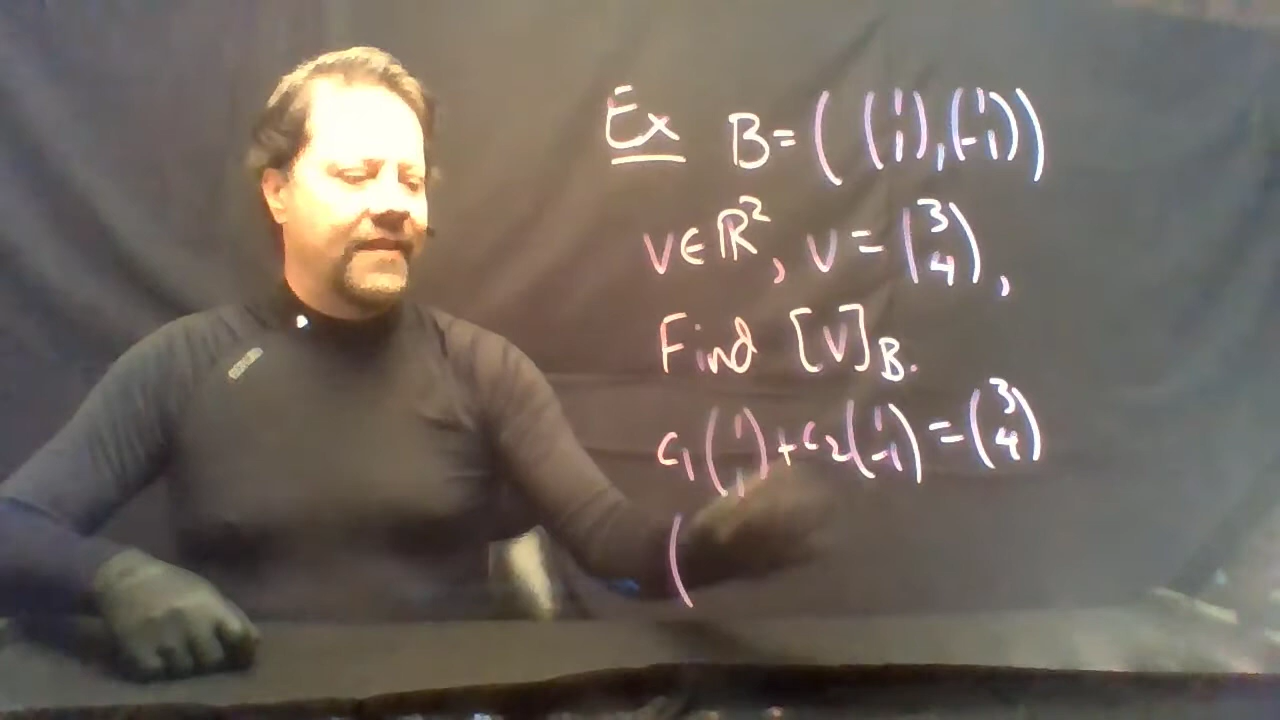 Ex B = ( (1 1), (1 -1) )
v ∈ ℝ², v = (3 4),
Find [v]_B.
c₁ (1 1) + c₂ (1 -1) = (3 4)
(